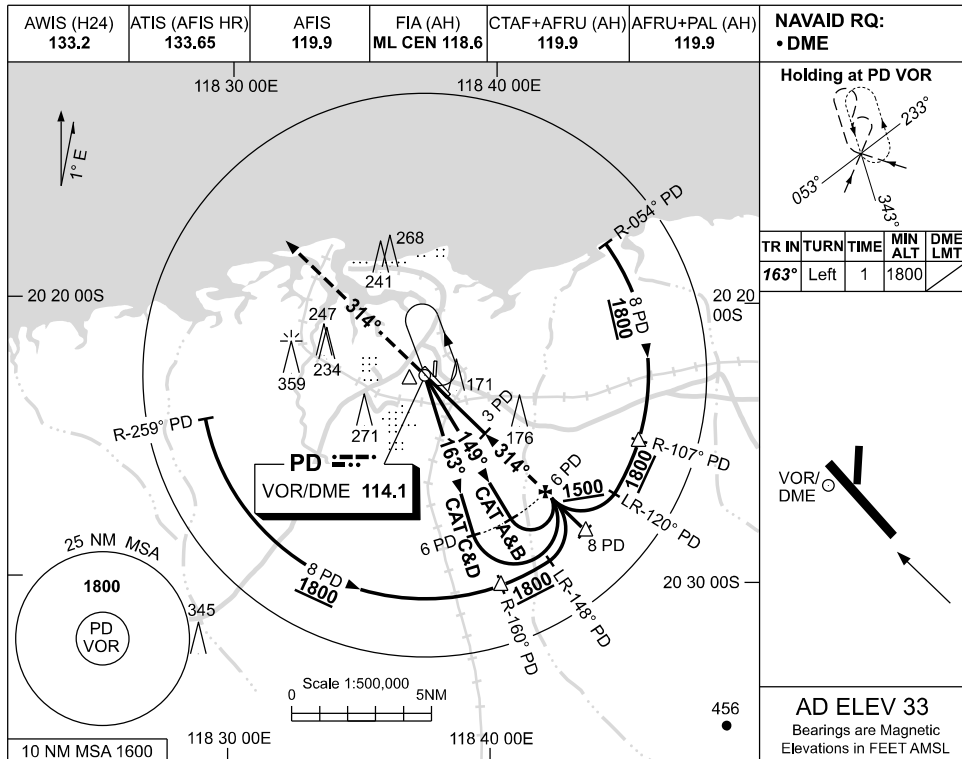 AWIS (H24)
133.2
ATIS (AFIS HR)
133.65
AFIS
119.9
FIA (AH)
ML CEN 118.6
CTAF+AFRU (AH)
119.9
AFRU+PAL (AH)
119.9
NAVAID RQ:
• DME
118 30 00E
118 40 00E
1° E
Holding at PD VOR
233°
053°
343°
TR IN
TURN
TIME
MIN ALT
DME LMT
163°
Left
1
1800
R-054° PD
268
241
20 20 00S
20 20
00S
314°
8 PD
1800
247
234
359
171
271
176
3 PD
R-259° PD
R-107° PD
1800
PD
VOR/DME 114.1
163°
149°
314°
6 PD
1500
CAT C&D
CAT A&B
LR-120° PD
8 PD
6 PD
VOR/
DME
25 NM MSA
1800
PD
VOR
345
8 PD
1800
1800
R-160° PD
LR-148° PD
20 30 00S
Scale 1:500,000
0
5NM
456
AD ELEV 33
Bearings are Magnetic
Elevations in FEET AMSL
10 NM MSA 1600
118 30 00E
118 40 00E